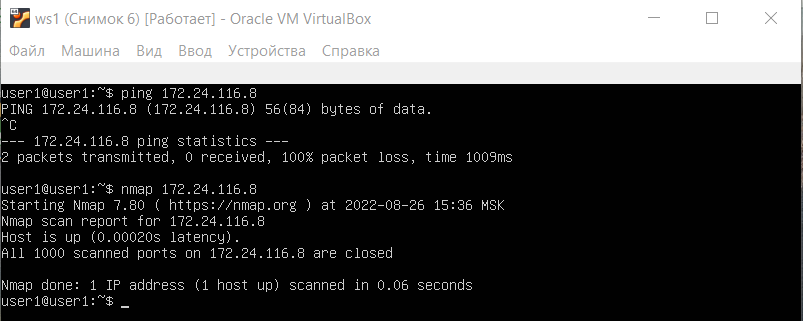 ws1 (Снимок 6) [Работает] - Oracle VM VirtualBox
Файл Машина Вид Ввод Устройства Справка
user1@user1:~$ ping 172.24.116.8
PING 172.24.116.8 (172.24.116.8) 56(84) bytes of data.
^C
--- 172.24.116.8 ping statistics ---
2 packets transmitted, 0 received, 100% packet loss, time 1009ms
user1@user1:~$ nmap 172.24.116.8
Starting Nmap 7.80 ( https://nmap.org ) at 2022-08-26 15:36 MSK
Nmap scan report for 172.24.116.8
Host is up (0.00020s latency).
All 1000 scanned ports on 172.24.116.8 are closed
Nmap done: 1 IP address (1 host up) scanned in 0.06 seconds
user1@user1:~$ _